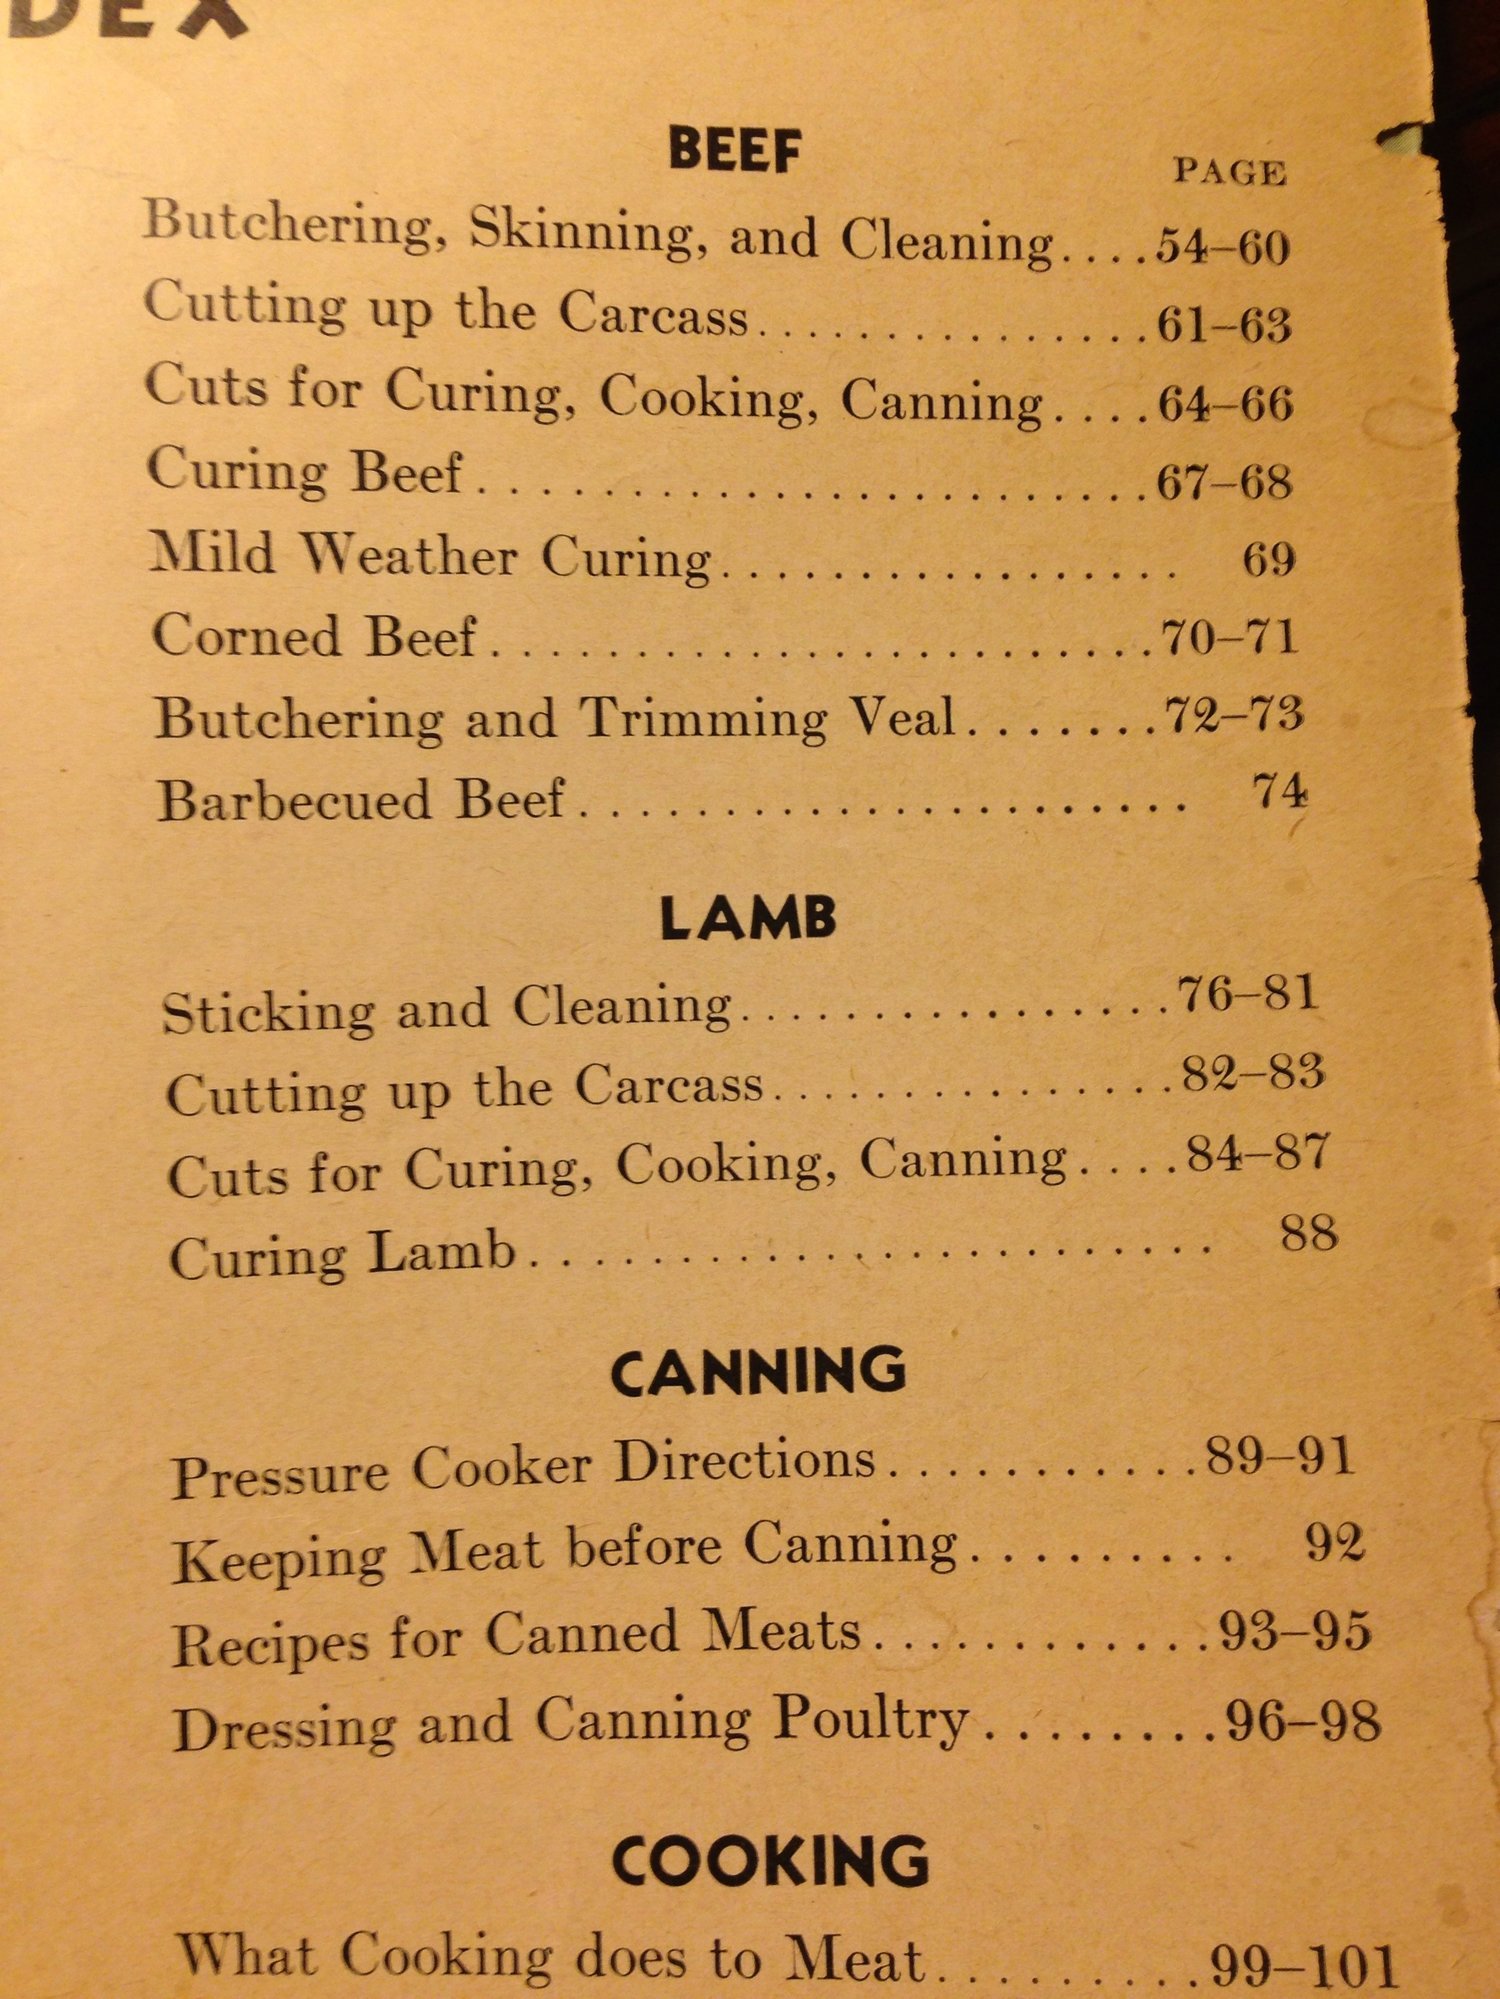 DEX
BEEF
PAGE
Butchering, Skinning, and Cleaning....54–60
Cutting up the Carcass................61–63
Cuts for Curing, Cooking, Canning....64–66
Curing Beef...........................67–68
Mild Weather Curing................. 69
Corned Beef.........................70–71
Butchering and Trimming Veal.......72–73
Barbecued Beef..................... 74
LAMB
Sticking and Cleaning.................76–81
Cutting up the Carcass................82–83
Cuts for Curing, Cooking, Canning....84–87
Curing Lamb........................ 88
CANNING
Pressure Cooker Directions...........89–91
Keeping Meat before Canning......... 92
Recipes for Canned Meats.............93–95
Dressing and Canning Poultry........96–98
COOKING
What Cooking does to Meat..........99–101